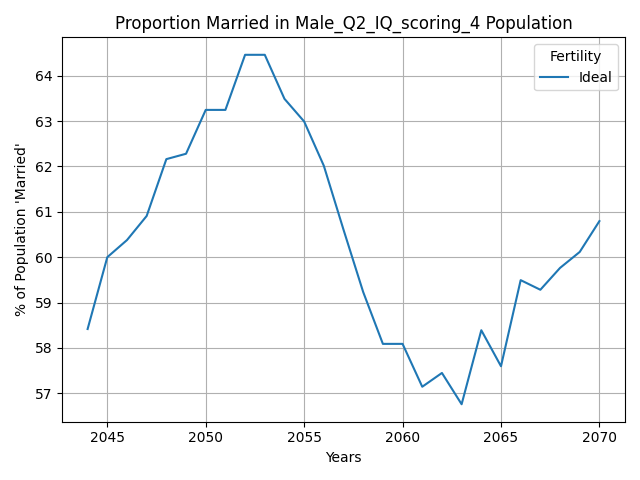 Proportion Married in Male_Q2_IQ_scoring_4 Population
Fertility
Ideal
% of Population 'Married'
64
63
62
61
60
59
58
57
2045
2050
2055
2060
2065
2070
Years